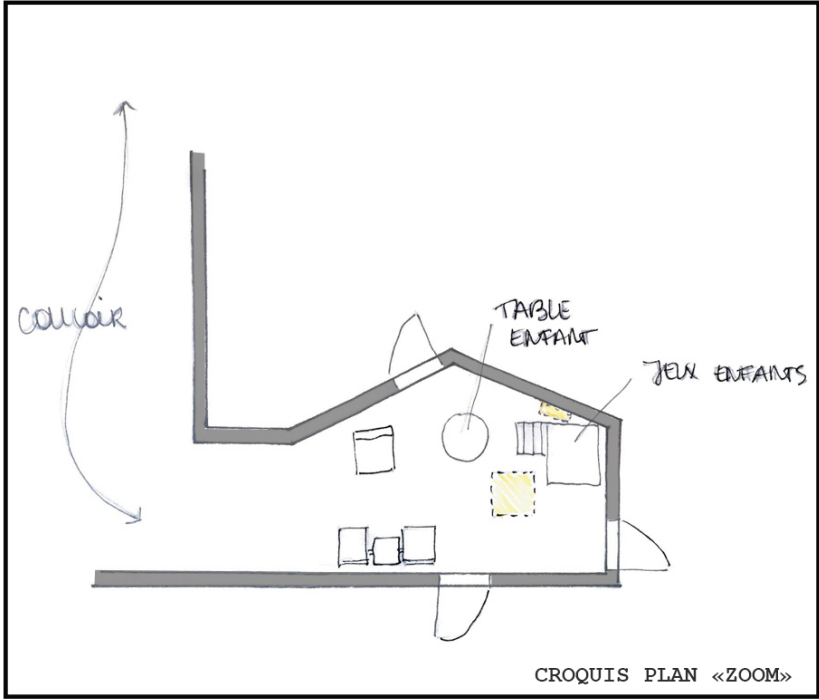 COULOIR
TABLE
ENFANT
JEUX ENFANTS
CROQUIS PLAN «ZOOM»